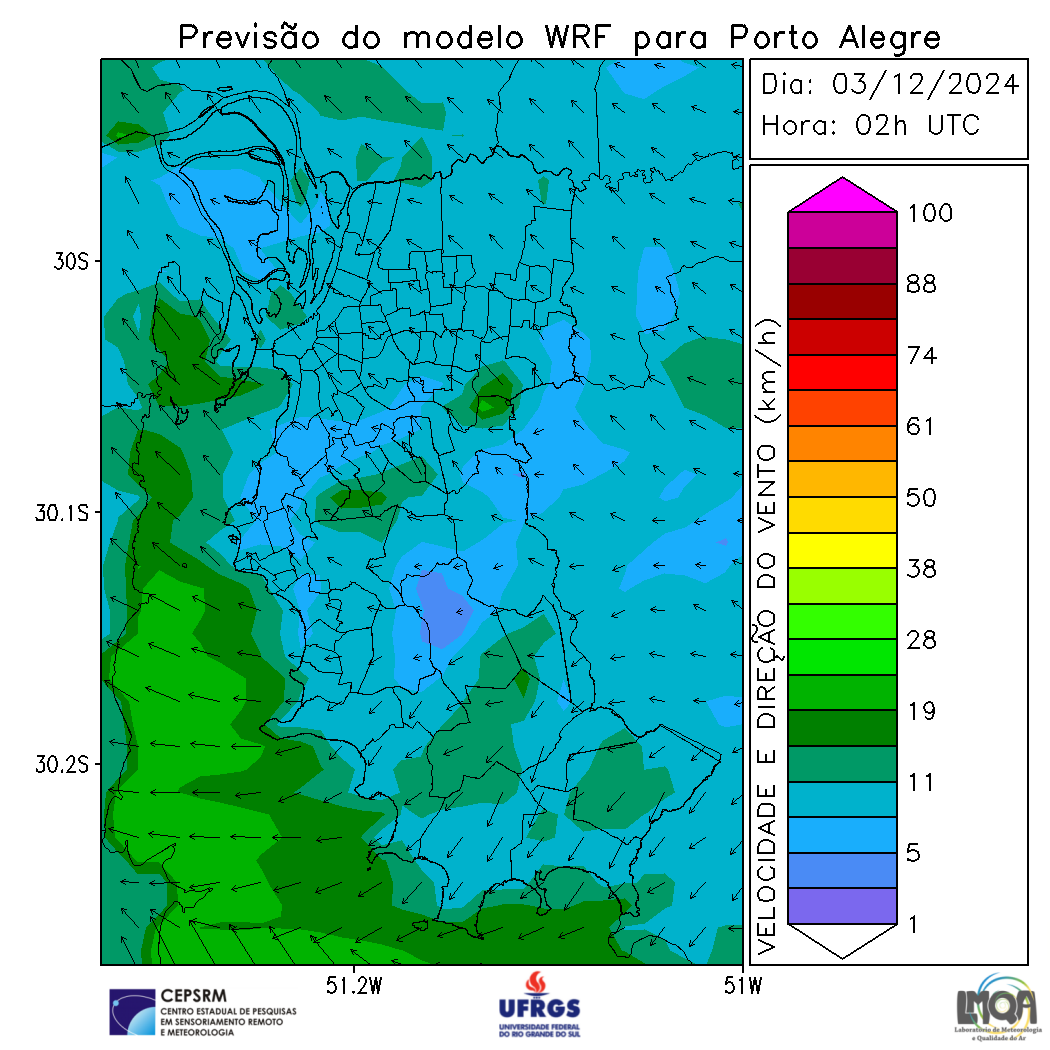 Previsão do modelo WRF para Porto Alegre
Dia: 03/12/2024
Hora: 02h UTC
30S
30.1S
30.2S
51.2W
51W
VELOCIDADE E DIREÇÃO DO VENTO (km/h)
100
88
74
61
50
38
28
19
11
5
1
CEPSRM
CENTRO ESTADUAL DE PESQUISAS
EM SENSORIAMENTO REMOTO
E METEOROLOGIA
UFRGS
UNIVERSIDADE FEDERAL
DO RIO GRANDE DO SUL
LMQA
Laboratório de Meteorologia
e Qualidade do Ar